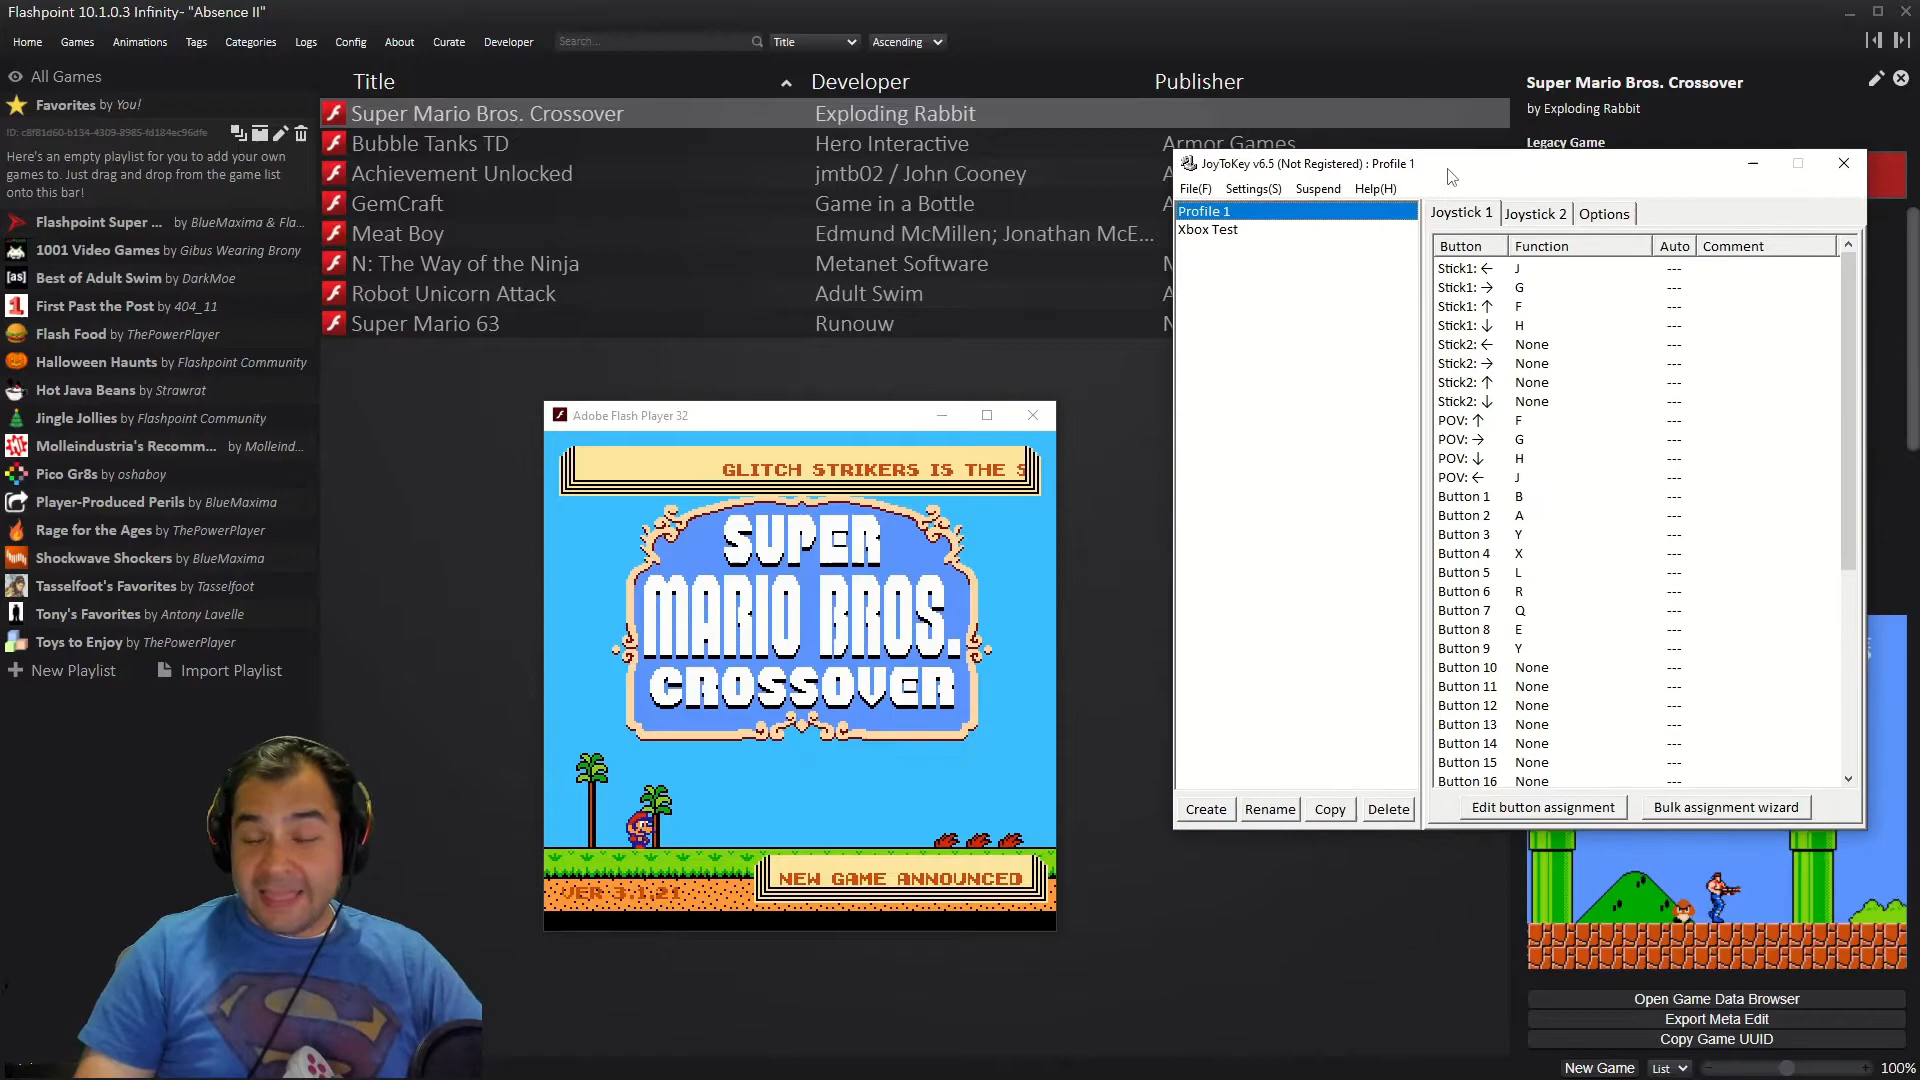 Flashpoint 10.1.0.3 Infinity- "Absence II"
Home Games Animations Tags Categories Logs Config About Curate Developer Search... Title Ascending
All Games
Favorites by You!
ID: c8f81d60-b134-4309-8985-fd184ec96dfe
Here's an empty playlist for you to add your own
games to. Just drag and drop from the game list
onto this bar!
Flashpoint Super ... by BlueMaxima & Fla...
1001 Video Games by Gibus Wearing Brony
Best of Adult Swim by DarkMoe
First Past the Post by 404_11
Flash Food by ThePowerPlayer
Halloween Haunts by Flashpoint Community
Hot Java Beans by Strawrat
Jingle Jollies by Flashpoint Community
Molleindustria's Recomm... by Molleind...
Pico Gr8s by oshaboy
Player-Produced Perils by BlueMaxima
Rage for the Ages by ThePowerPlayer
Shockwave Shockers by BlueMaxima
Tasselfoot's Favorites by Tasselfoot
Tony's Favorites by Antony Lavelle
Toys to Enjoy by ThePowerPlayer
New Playlist Import Playlist
Title Developer Publisher
Super Mario Bros. Crossover Exploding Rabbit
Bubble Tanks TD Hero Interactive Armor Games
Achievement Unlocked jmtb02 / John Cooney
GemCraft Game in a Bottle
Meat Boy Edmund McMillen; Jonathan McE...
N: The Way of the Ninja Metanet Software
Robot Unicorn Attack Adult Swim
Super Mario 63 Runouw
Adobe Flash Player 32
GLITCH STRIKERS IS THE S
SUPER
MARIO BROS.
CROSSOVER
NEW GAME ANNOUNCED
VER 3.1.21
Super Mario Bros. Crossover
by Exploding Rabbit
Legacy Game
JoyToKey v6.5 (Not Registered) : Profile 1
File(F) Settings(S) Suspend Help(H)
Profile 1
Xbox Test
Joystick 1 Joystick 2 Options
Button Function Auto Comment
Stick1: ← J ---
Stick1: → G ---
Stick1: ↑ F ---
Stick1: ↓ H ---
Stick2: ← None ---
Stick2: → None ---
Stick2: ↑ None ---
Stick2: ↓ None ---
POV: ↑ F ---
POV: → G ---
POV: ↓ H ---
POV: ← J ---
Button 1 B ---
Button 2 A ---
Button 3 Y ---
Button 4 X ---
Button 5 L ---
Button 6 R ---
Button 7 Q ---
Button 8 E ---
Button 9 Y ---
Button 10 None ---
Button 11 None ---
Button 12 None ---
Button 13 None ---
Button 14 None ---
Button 15 None ---
Button 16 None ---
Create Rename Copy Delete
Edit button assignment Bulk assignment wizard
Open Game Data Browser
Export Meta Edit
Copy Game UUID
New Game List 100%